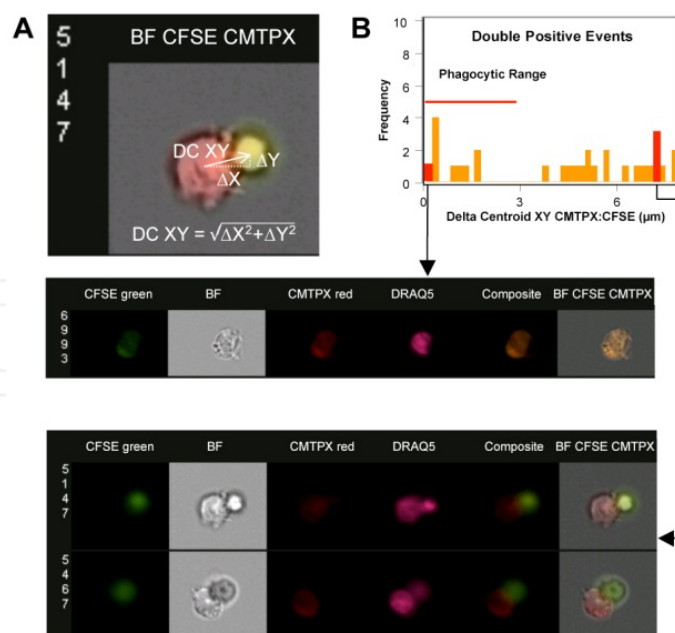 A
5
1
4
7
BF CFSE CMTPX
DC XY
ΔY
ΔX
DC XY = √ΔX²+ΔY²
B
Double Positive Events
Phagocytic Range
Frequency
10
8
6
4
2
0
0
3
6
Delta Centroid XY CMTPX:CFSE (µm)
CFSE green BF CMTPX red DRAQ5 Composite BF CFSE CMTPX
6
9
9
3
CFSE green BF CMTPX red DRAQ5 Composite BF CFSE CMTPX
5
1
4
7
5
4
6
7